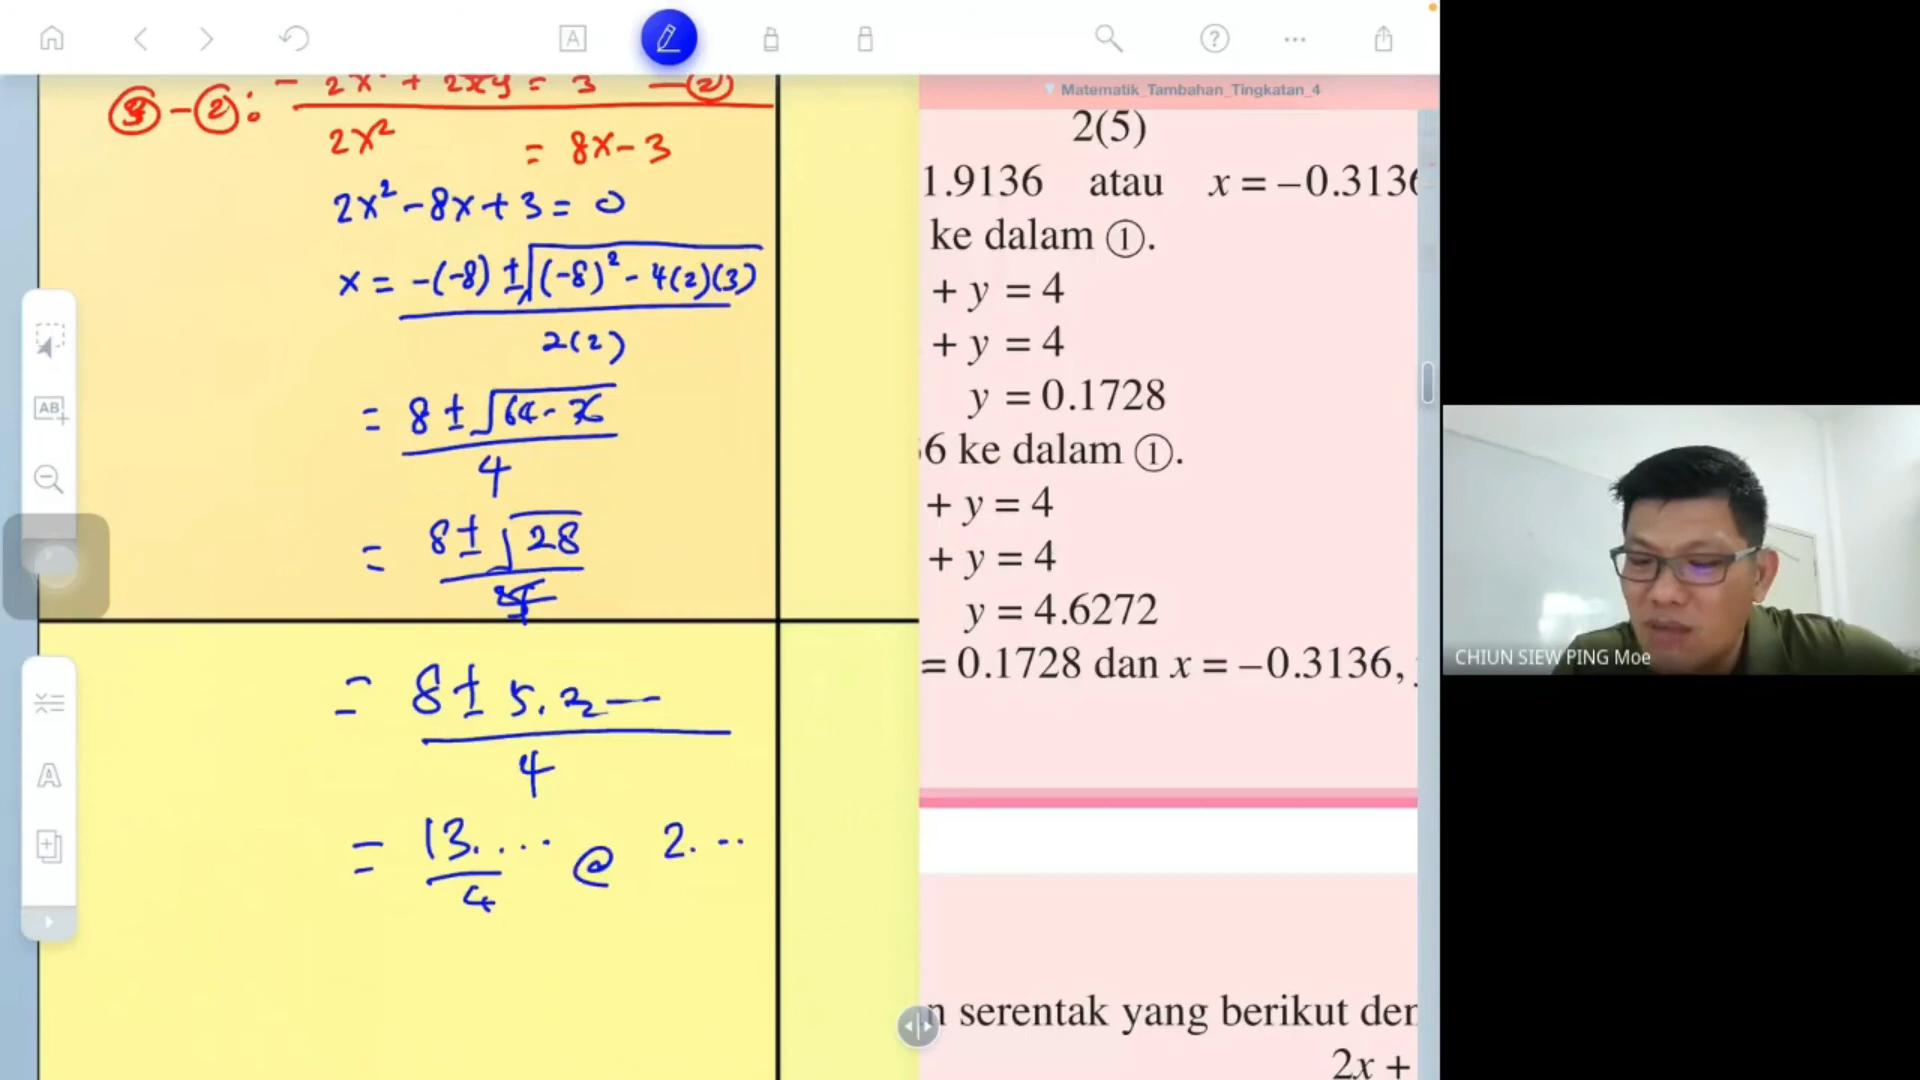 ③ - ②: - 2x² + 2xy = 3 —②
2x² = 8x - 3
2x² - 8x + 3 = 0
x = -(-8) ± √(-8)² - 4(2)(3)
2(2)
= 8 ± √64 - 36
4
= 8 ± √28
4
= 8 ± 5.2—
4
= 13.... @ 2...
4
Matematik_Tambahan_Tingkatan_4
2(5)
1.9136 atau x = −0.3136
ke dalam ①.
+ y = 4
+ y = 4
y = 0.1728
6 ke dalam ①.
+ y = 4
+ y = 4
y = 4.6272
= 0.1728 dan x = −0.3136,
n serentak yang berikut den
2x +
CHIUN SIEW PING Moe
A
AB
A